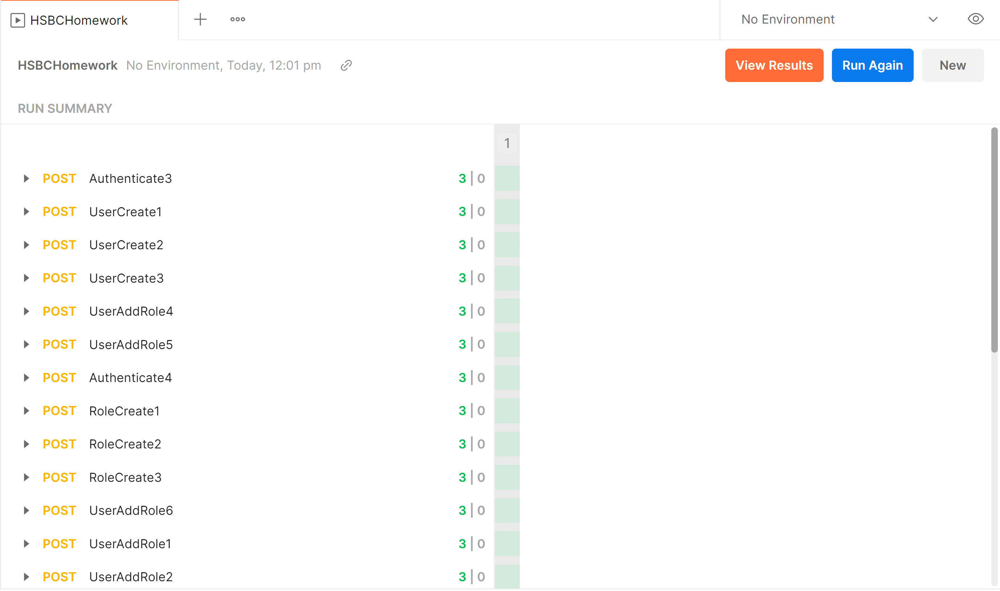 HSBCHomework
No Environment
HSBCHomework No Environment, Today, 12:01 pm View Results Run Again New
RUN SUMMARY
1
POST Authenticate3 3 | 0
POST UserCreate1 3 | 0
POST UserCreate2 3 | 0
POST UserCreate3 3 | 0
POST UserAddRole4 3 | 0
POST UserAddRole5 3 | 0
POST Authenticate4 3 | 0
POST RoleCreate1 3 | 0
POST RoleCreate2 3 | 0
POST RoleCreate3 3 | 0
POST UserAddRole6 3 | 0
POST UserAddRole1 3 | 0
POST UserAddRole2 3 | 0